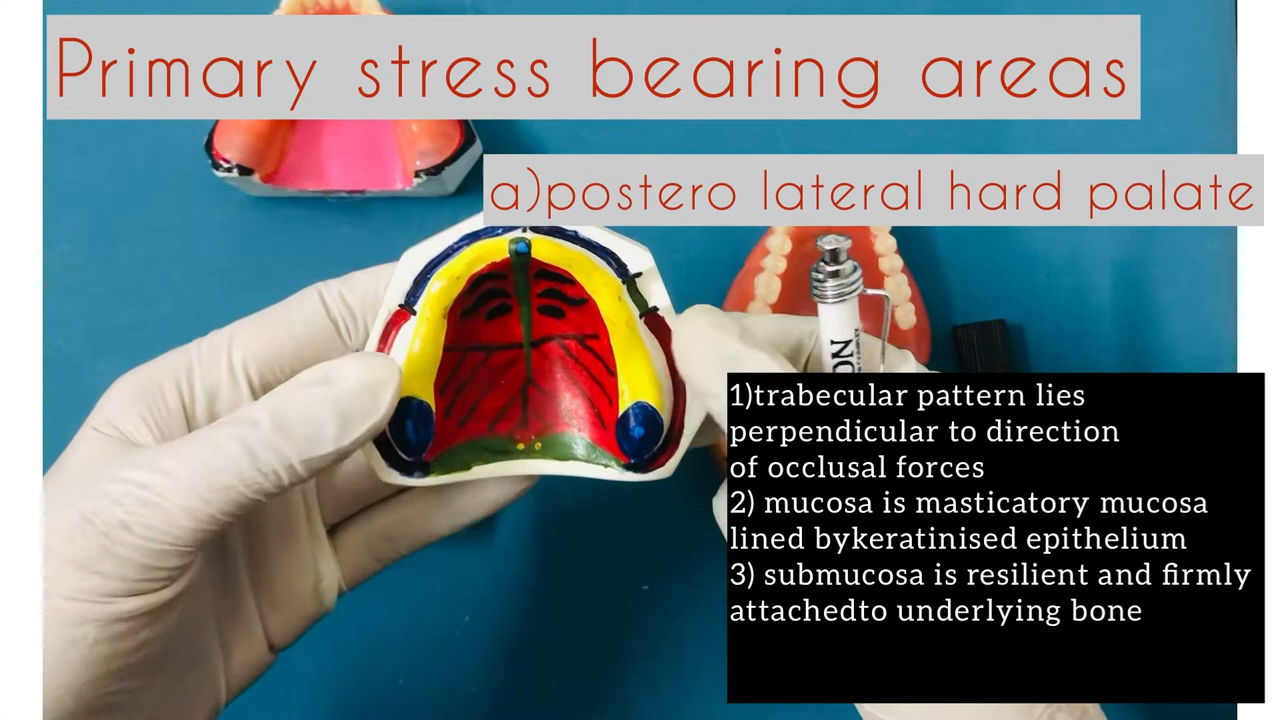 Primary stress bearing areas
a)postero lateral hard palate
ON
1)trabecular pattern lies
perpendicular to direction
of occlusal forces
2) mucosa is masticatory mucosa
lined bykeratinised epithelium
3) submucosa is resilient and firmly
attachedto underlying bone